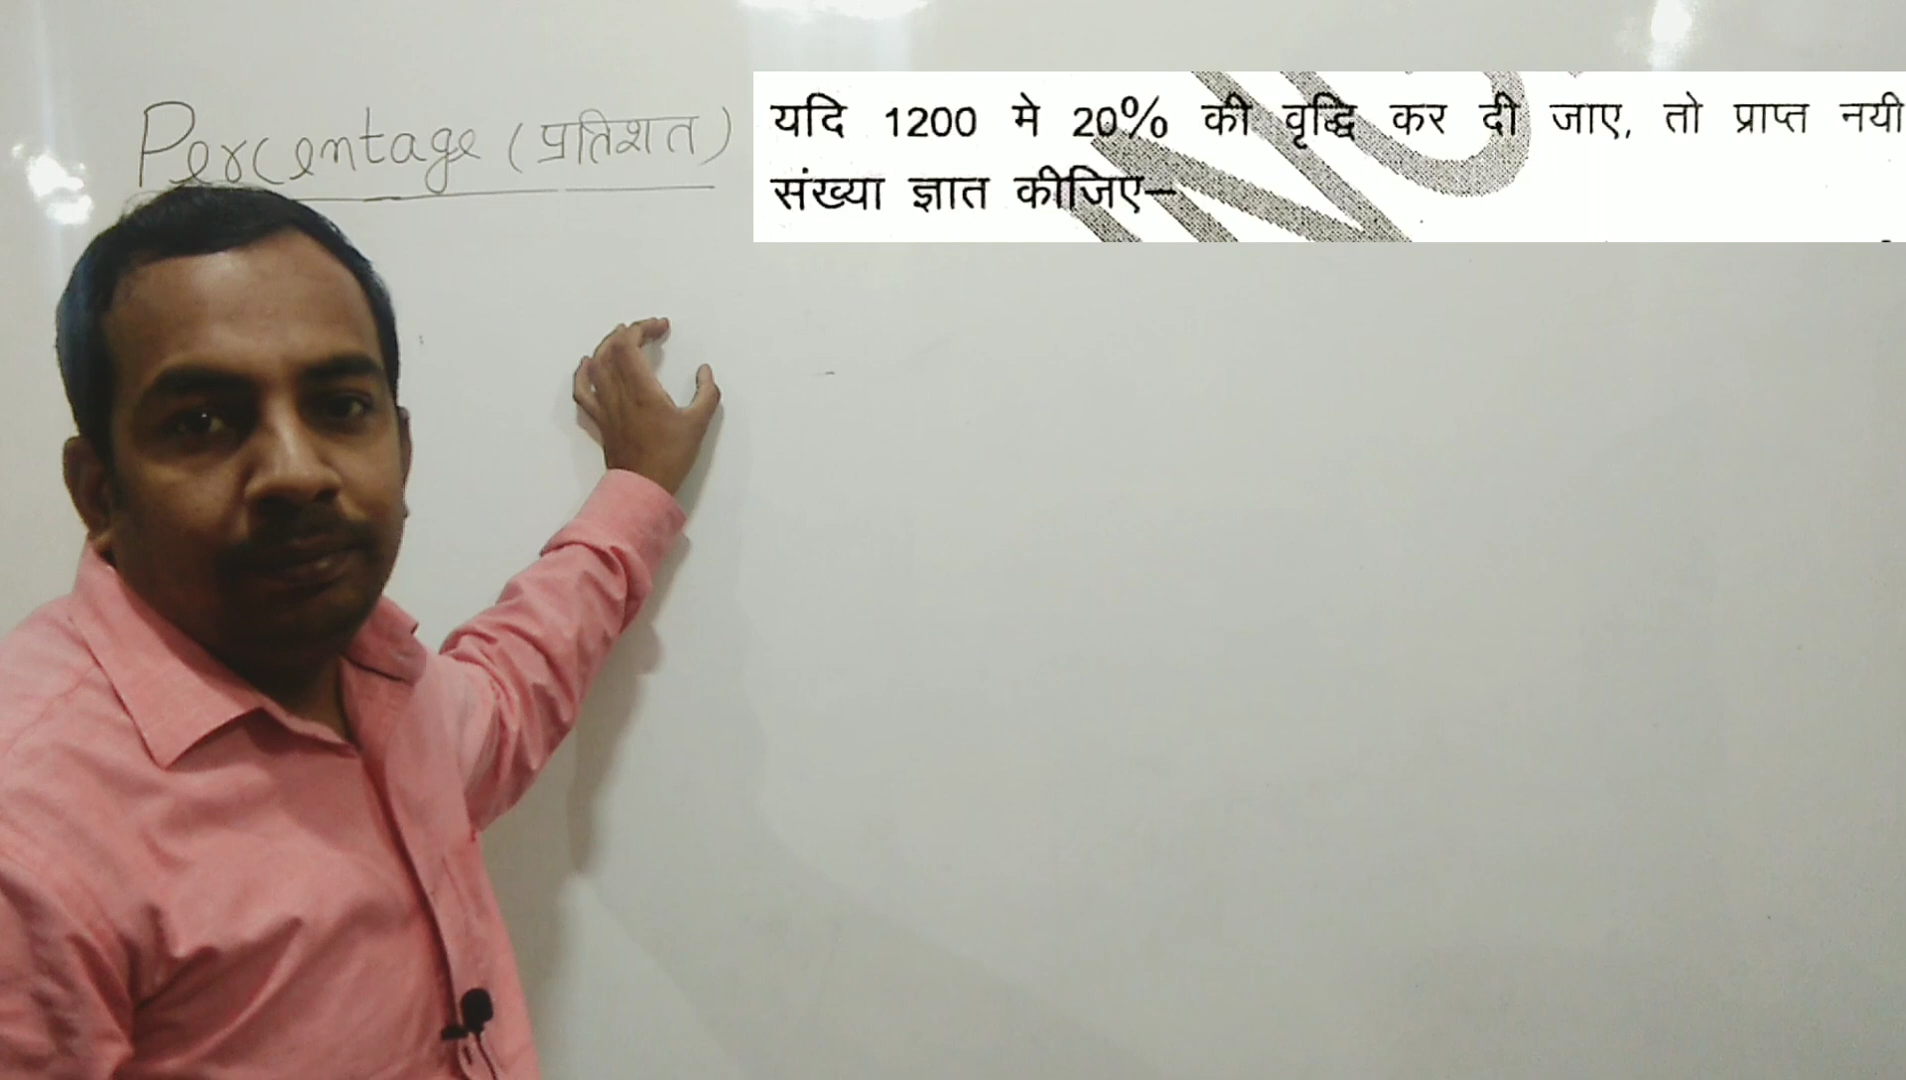 Percentage (प्रतिशत)
यदि 1200 मे 20% की वृद्धि कर दी जाए, तो प्राप्त नयी
संख्या ज्ञात कीजिए–